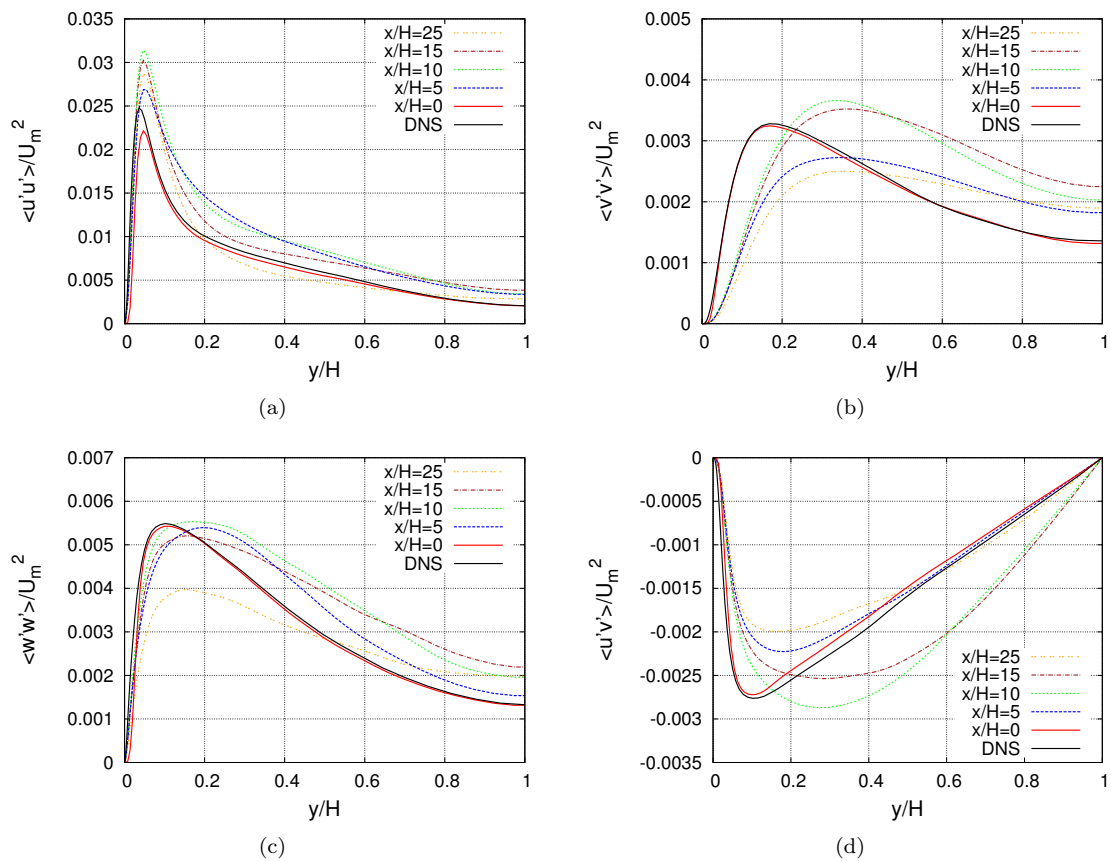 0.035
0.03
0.025
0.02
0.015
0.01
0.005
0
<u'u'>/U_m^2
x/H=25
x/H=15
x/H=10
x/H=5
x/H=0
DNS
0 0.2 0.4 0.6 0.8 1
y/H
(a)
0.005
0.004
0.003
0.002
0.001
0
<v'v'>/U_m^2
x/H=25
x/H=15
x/H=10
x/H=5
x/H=0
DNS
0 0.2 0.4 0.6 0.8 1
y/H
(b)
0.007
0.006
0.005
0.004
0.003
0.002
0.001
0
<w'w'>/U_m^2
x/H=25
x/H=15
x/H=10
x/H=5
x/H=0
DNS
0 0.2 0.4 0.6 0.8 1
y/H
(c)
0
-0.0005
-0.001
-0.0015
-0.002
-0.0025
-0.003
-0.0035
<u'v'>/U_m^2
x/H=25
x/H=15
x/H=10
x/H=5
x/H=0
DNS
0 0.2 0.4 0.6 0.8 1
y/H
(d)